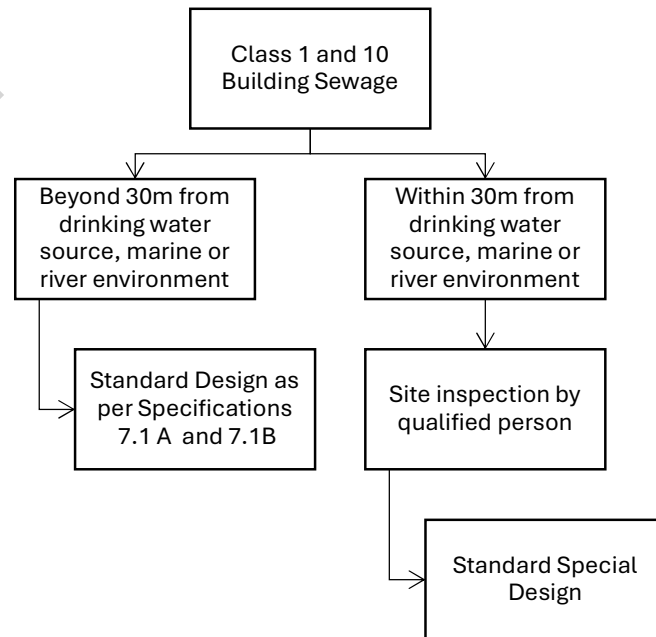 Class 1 and 10
Building Sewage
Beyond 30m from
drinking water
source, marine or
river environment
Within 30m from
drinking water
source, marine or
river environment
Standard Design as
per Specifications
7.1 A and 7.1B
Site inspection by
qualified person
Standard Special
Design